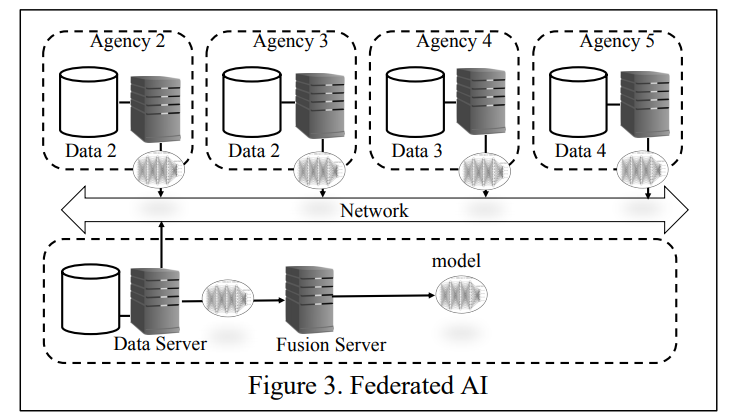 Agency 2 Agency 3 Agency 4 Agency 5
Data 2 Data 2 Data 3 Data 4
Network
model
Data Server Fusion Server
Figure 3. Federated AI